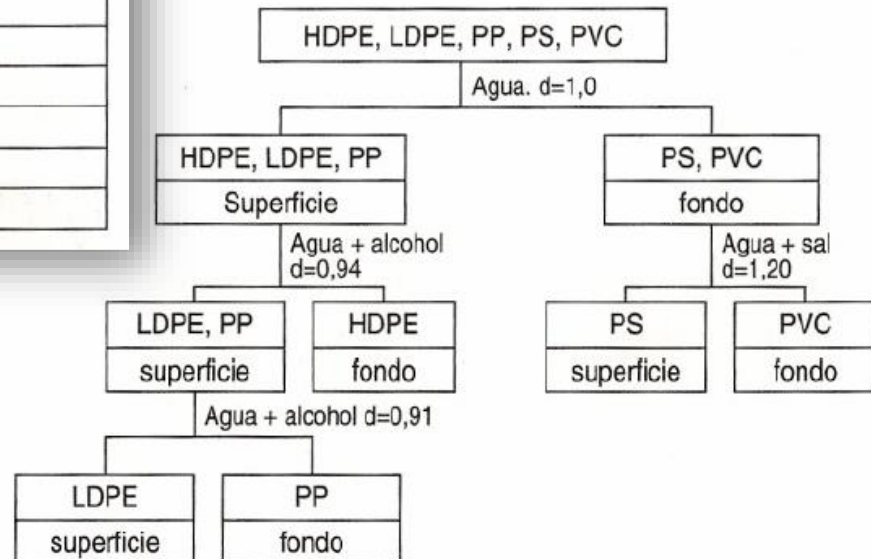 HDPE, LDPE, PP, PS, PVC
Agua. d=1,0
HDPE, LDPE, PP
Superficie
PS, PVC
fondo
Agua + alcohol
d=0,94
Agua + sal
d=1,20
LDPE, PP
superficie
HDPE
fondo
PS
superficie
PVC
fondo
Agua + alcohol d=0,91
LDPE
superficie
PP
fondo